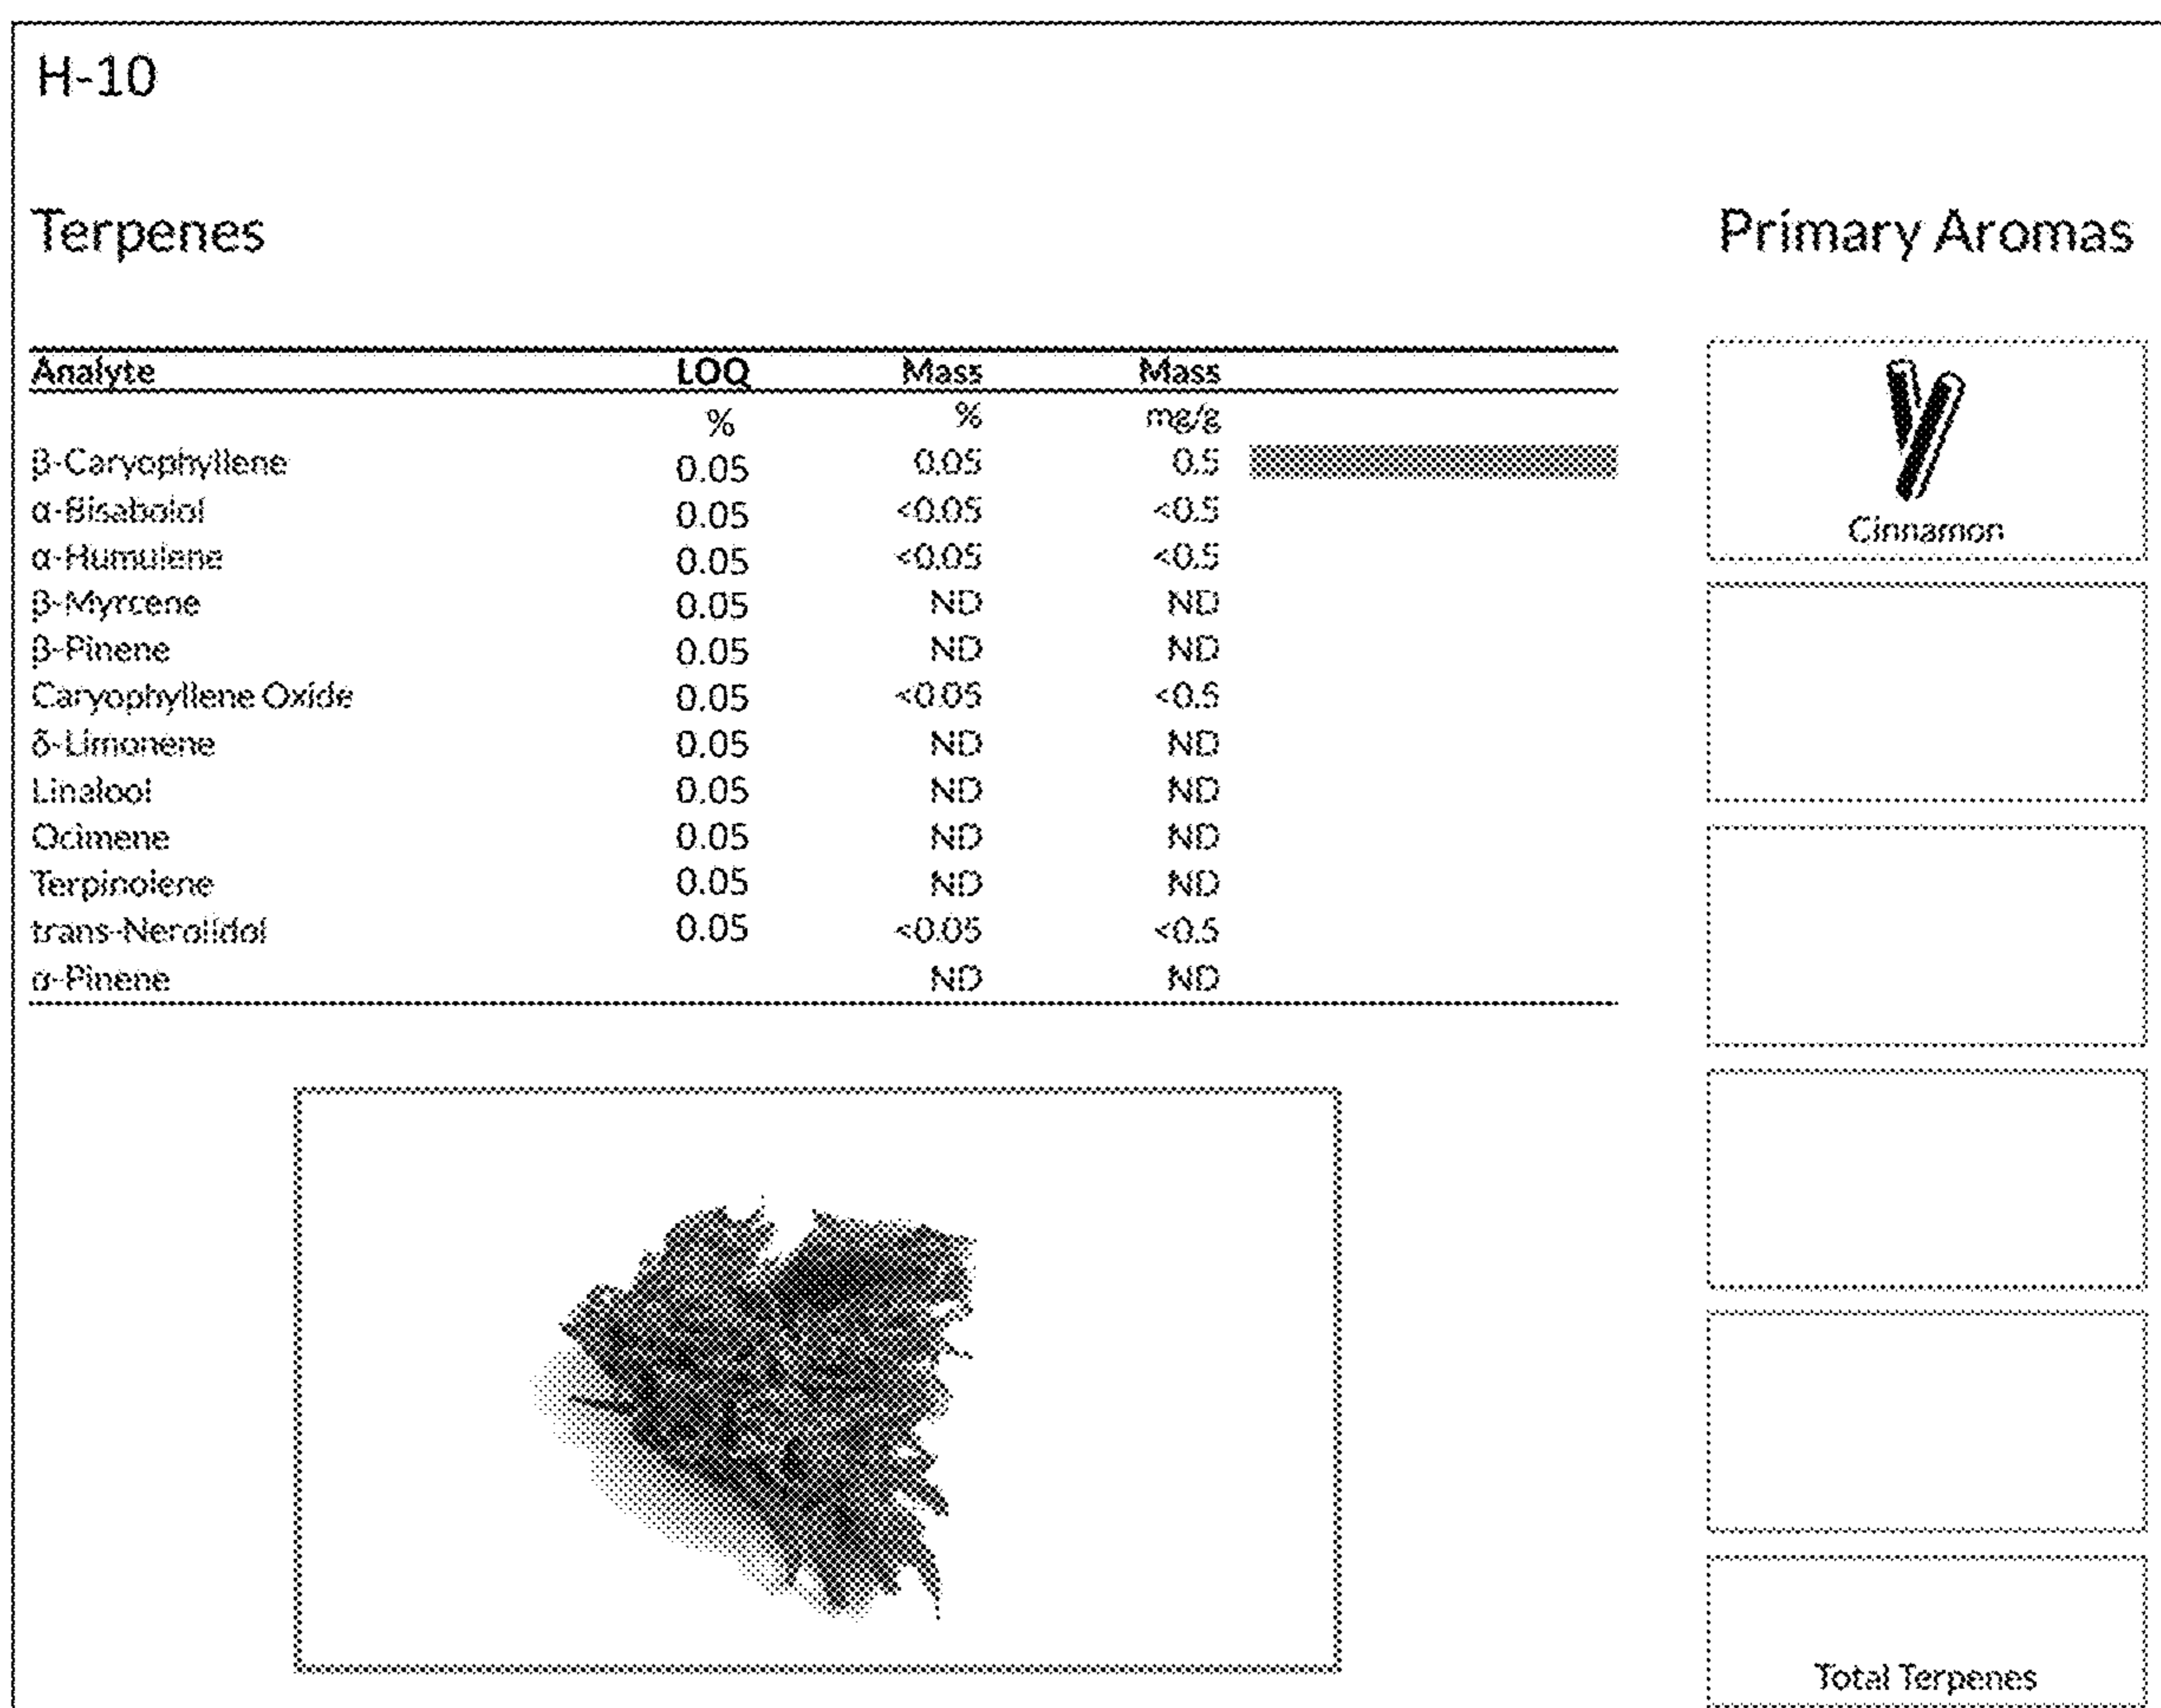 H-10
Terpenes
Primary Aromas
Analyte LOQ Mass Mass
% % mg/g
β-Caryophyllene 0.05 0.05 0.5
α-Bisabolol 0.05 <0.05 <0.5
α-Humulene 0.05 <0.05 <0.5
β-Myrcene 0.05 ND ND
β-Pinene 0.05 ND ND
Caryophyllene Oxide 0.05 <0.05 <0.5
δ-Limonene 0.05 ND ND
Linalool 0.05 ND ND
Ocimene 0.05 ND ND
Terpinolene 0.05 ND ND
trans-Nerolidol 0.05 <0.05 <0.5
α-Pinene ND ND
Cinnamon
Total Terpenes